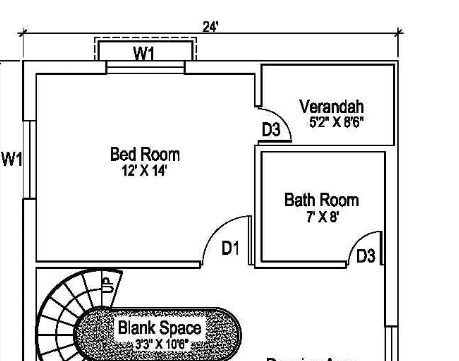 24'
W1
Verandah
5'2" X 8'6"
D3
W1
Bed Room
12' X 14'
Bath Room
7' X 8'
D1
D3
UP
Blank Space
3'3" X 10'6"